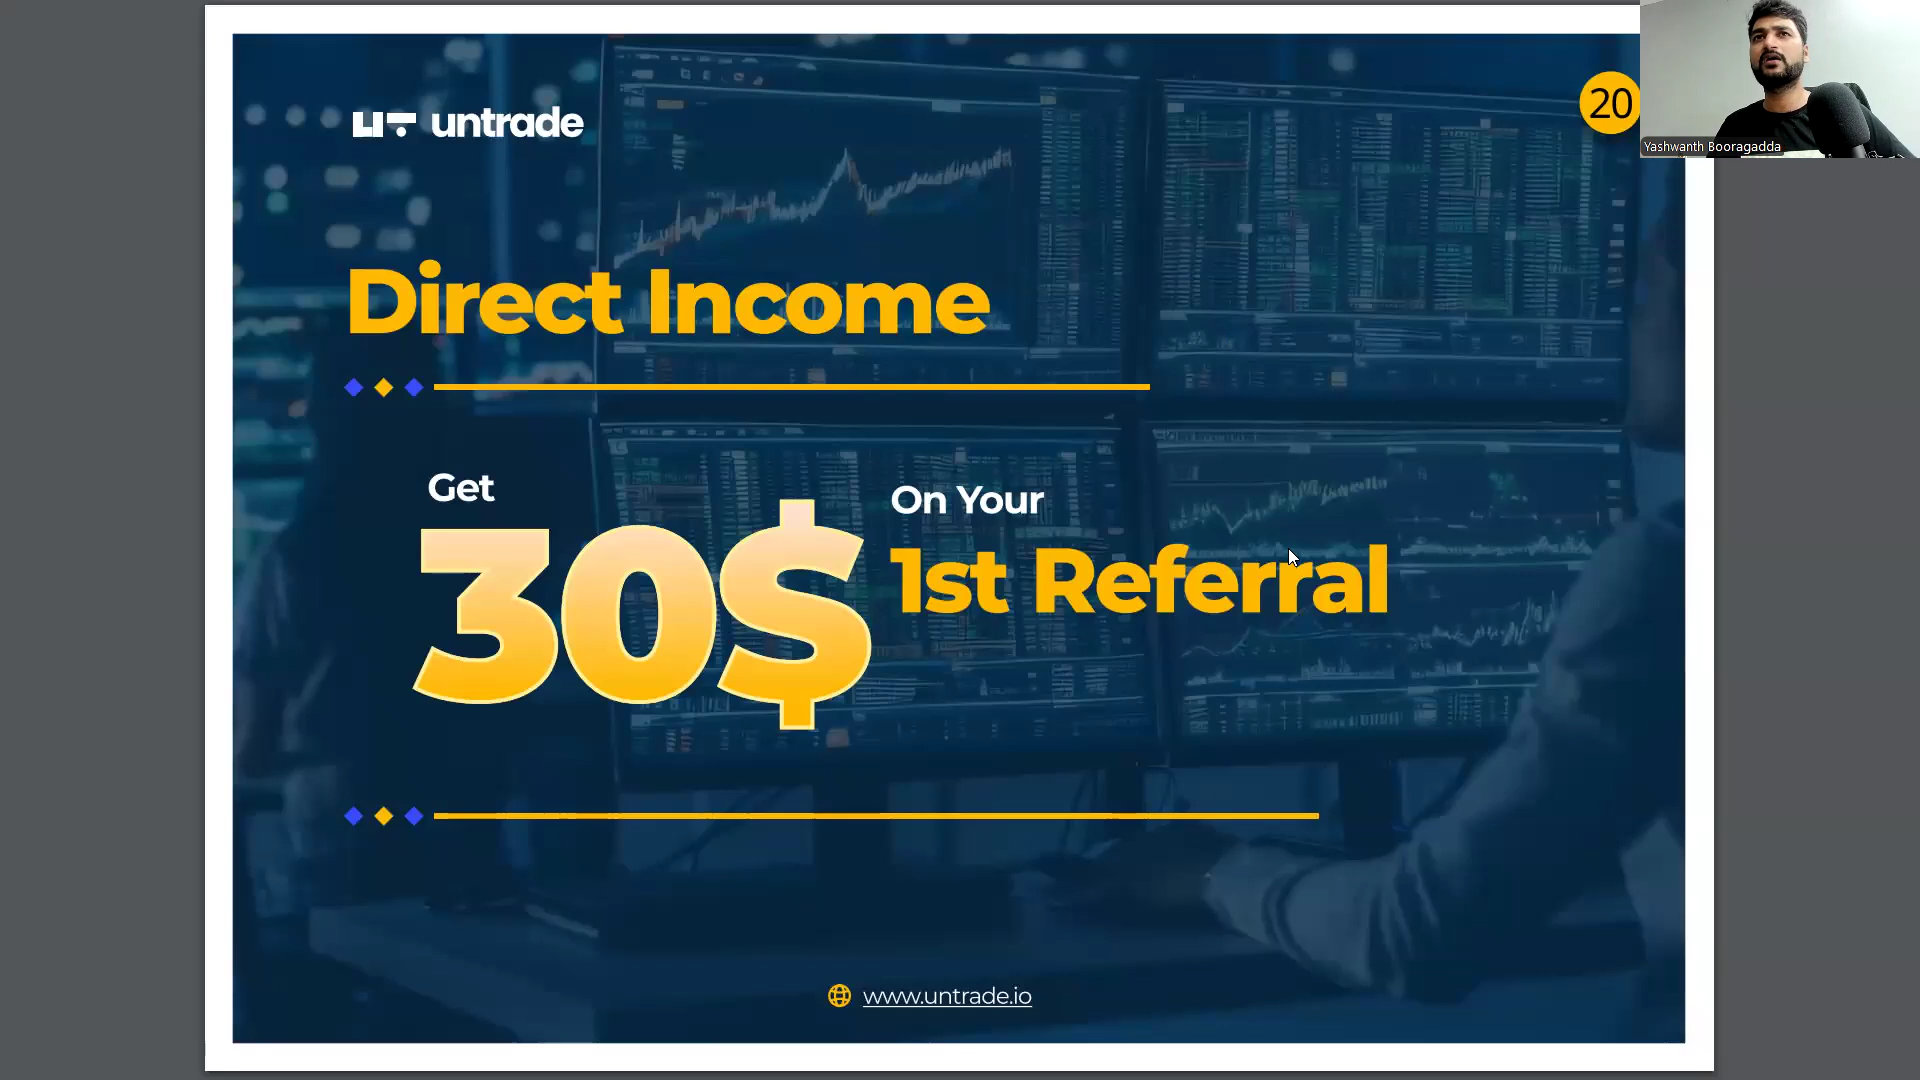 untrade
20
Yashwanth Booragadda
Direct Income
Get
30$
On Your
1st Referral
www.untrade.io